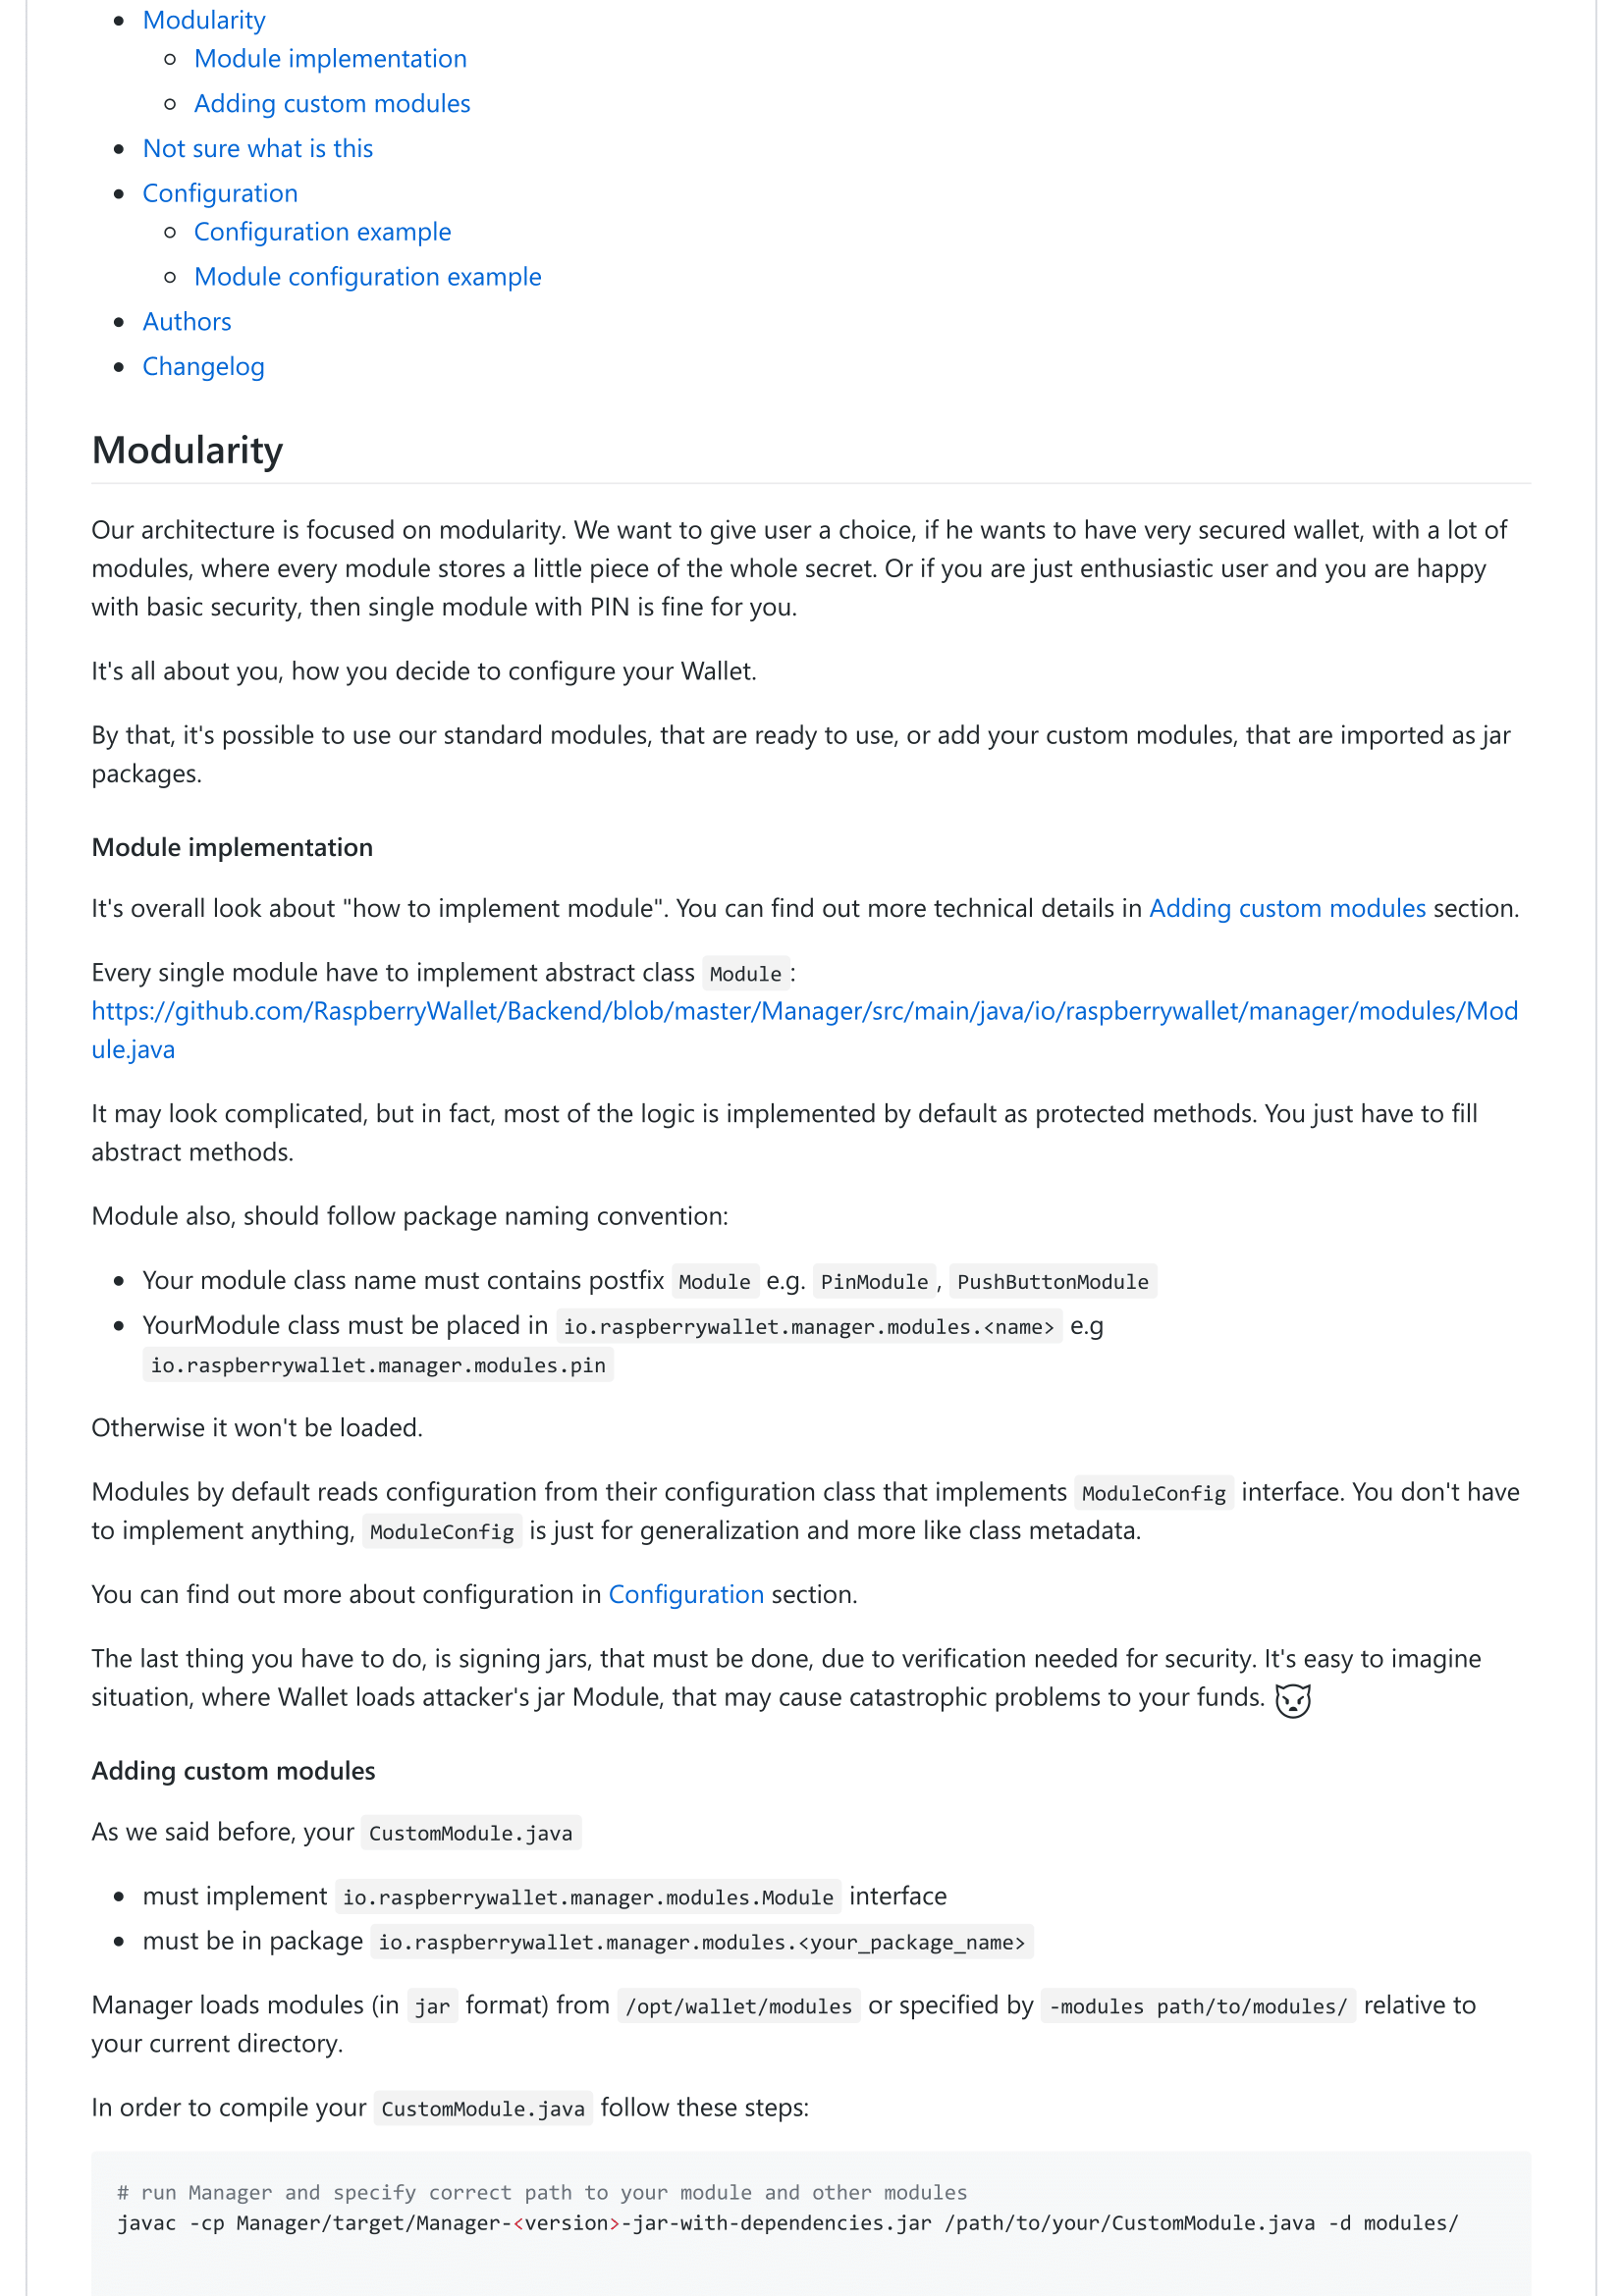 Modularity
Module implementation
Adding custom modules
Not sure what is this
Configuration
Configuration example
Module configuration example
Authors
Changelog
Modularity
Our architecture is focused on modularity. We want to give user a choice, if he wants to have very secured wallet, with a lot of
modules, where every module stores a little piece of the whole secret. Or if you are just enthusiastic user and you are happy
with basic security, then single module with PIN is fine for you.
It's all about you, how you decide to configure your Wallet.
By that, it's possible to use our standard modules, that are ready to use, or add your custom modules, that are imported as jar
packages.
Module implementation
It's overall look about "how to implement module". You can find out more technical details in Adding custom modules section.
Every single module have to implement abstract class Module:
https://github.com/RaspberryWallet/Backend/blob/master/Manager/src/main/java/io/raspberrywallet/manager/modules/Mod
ule.java
It may look complicated, but in fact, most of the logic is implemented by default as protected methods. You just have to fill
abstract methods.
Module also, should follow package naming convention:
Your module class name must contains postfix Module e.g. PinModule, PushButtonModule
YourModule class must be placed in io.raspberrywallet.manager.modules.<name> e.g
io.raspberrywallet.manager.modules.pin
Otherwise it won't be loaded.
Modules by default reads configuration from their configuration class that implements ModuleConfig interface. You don't have
to implement anything, ModuleConfig is just for generalization and more like class metadata.
You can find out more about configuration in Configuration section.
The last thing you have to do, is signing jars, that must be done, due to verification needed for security. It's easy to imagine
situation, where Wallet loads attacker's jar Module, that may cause catastrophic problems to your funds.
Adding custom modules
As we said before, your CustomModule.java
must implement io.raspberrywallet.manager.modules.Module interface
must be in package io.raspberrywallet.manager.modules.<your_package_name>
Manager loads modules (in jar format) from /opt/wallet/modules or specified by -modules path/to/modules/ relative to
your current directory.
In order to compile your CustomModule.java follow these steps:
# run Manager and specify correct path to your module and other modules
javac -cp Manager/target/Manager-<version>-jar-with-dependencies.jar /path/to/your/CustomModule.java -d modules/